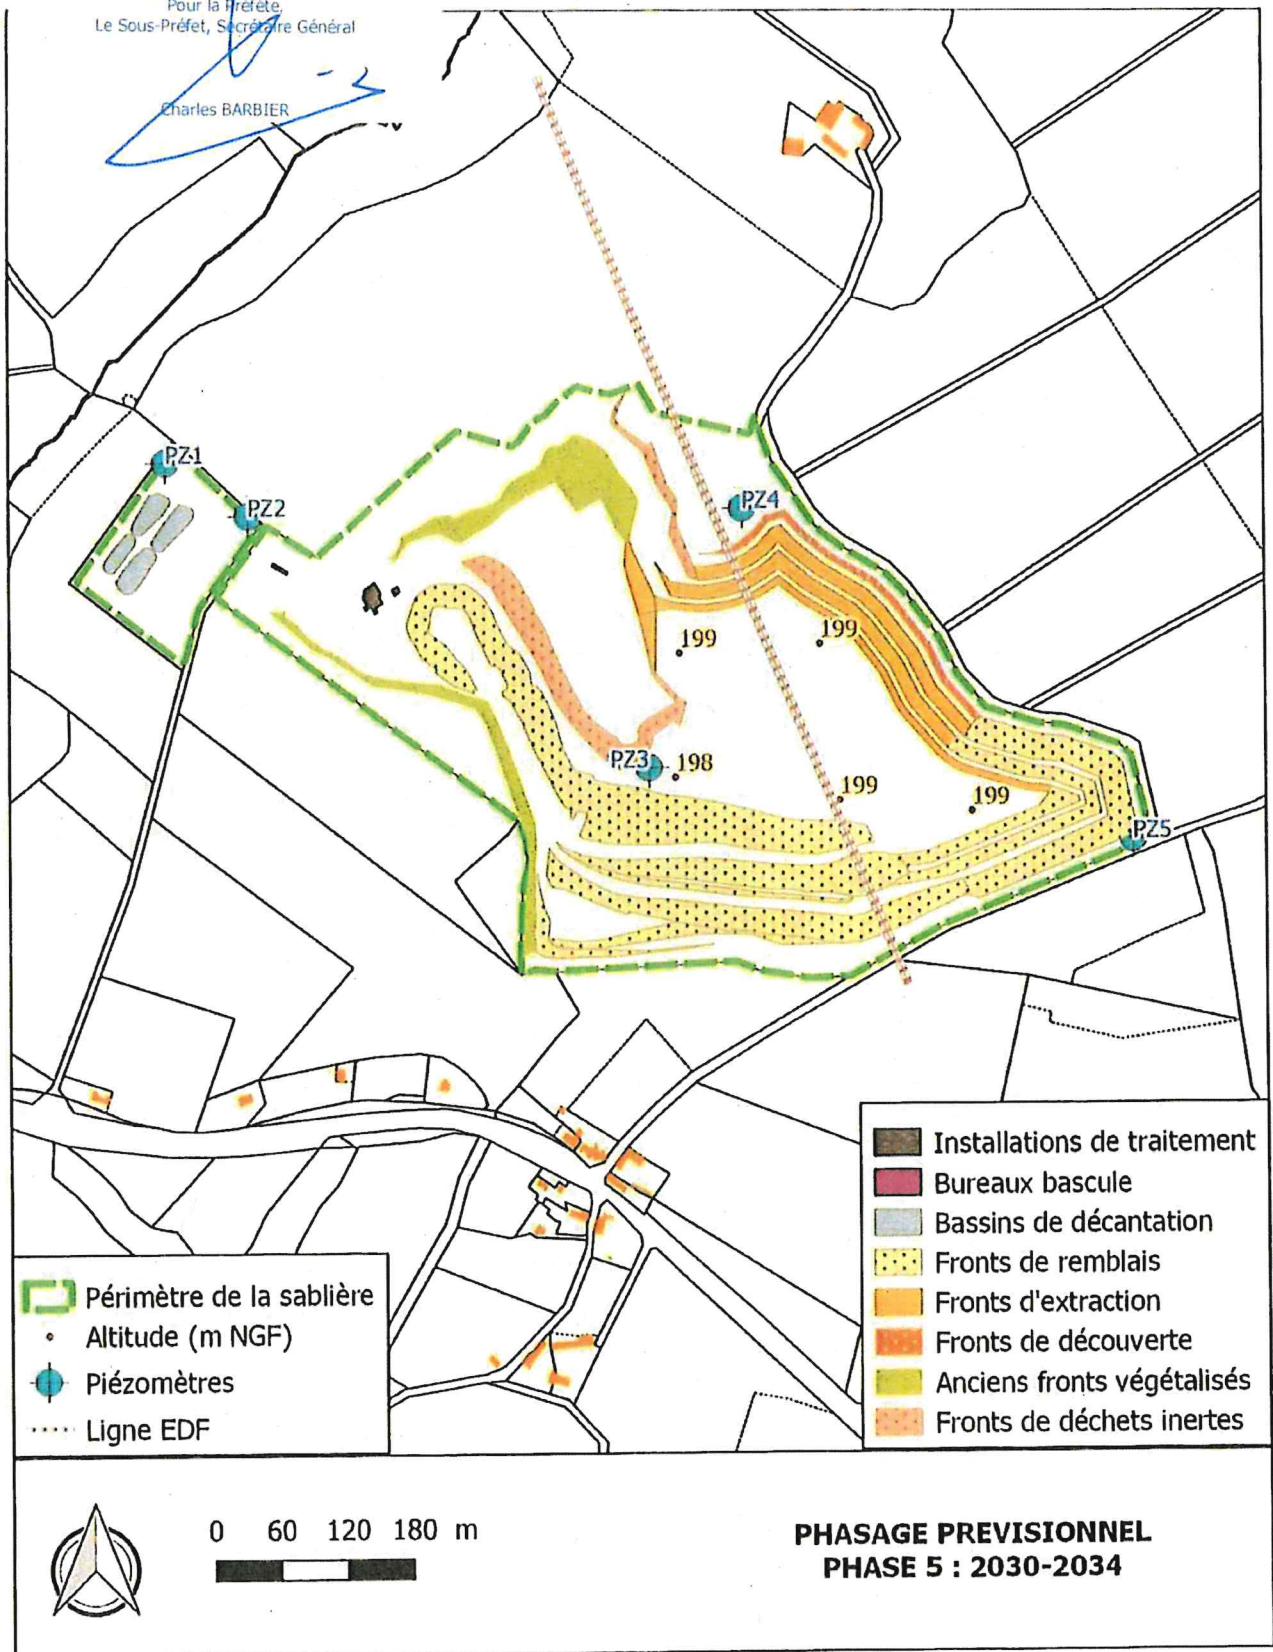 Pour la Préfète,
Le Sous-Préfet, Secrétaire Général
Charles BARBIER
PZ1
PZ2
PZ4
199
199
PZ3
198
199
199
PZ5
Installations de traitement
Bureaux bascule
Bassins de décantation
Fronts de remblais
Fronts d'extraction
Fronts de découverte
Anciens fronts végétalisés
Fronts de déchets inertes
Périmètre de la sablière
Altitude (m NGF)
Piézomètres
Ligne EDF
0 60 120 180 m
PHASAGE PREVISIONNEL
PHASE 5 : 2030-2034